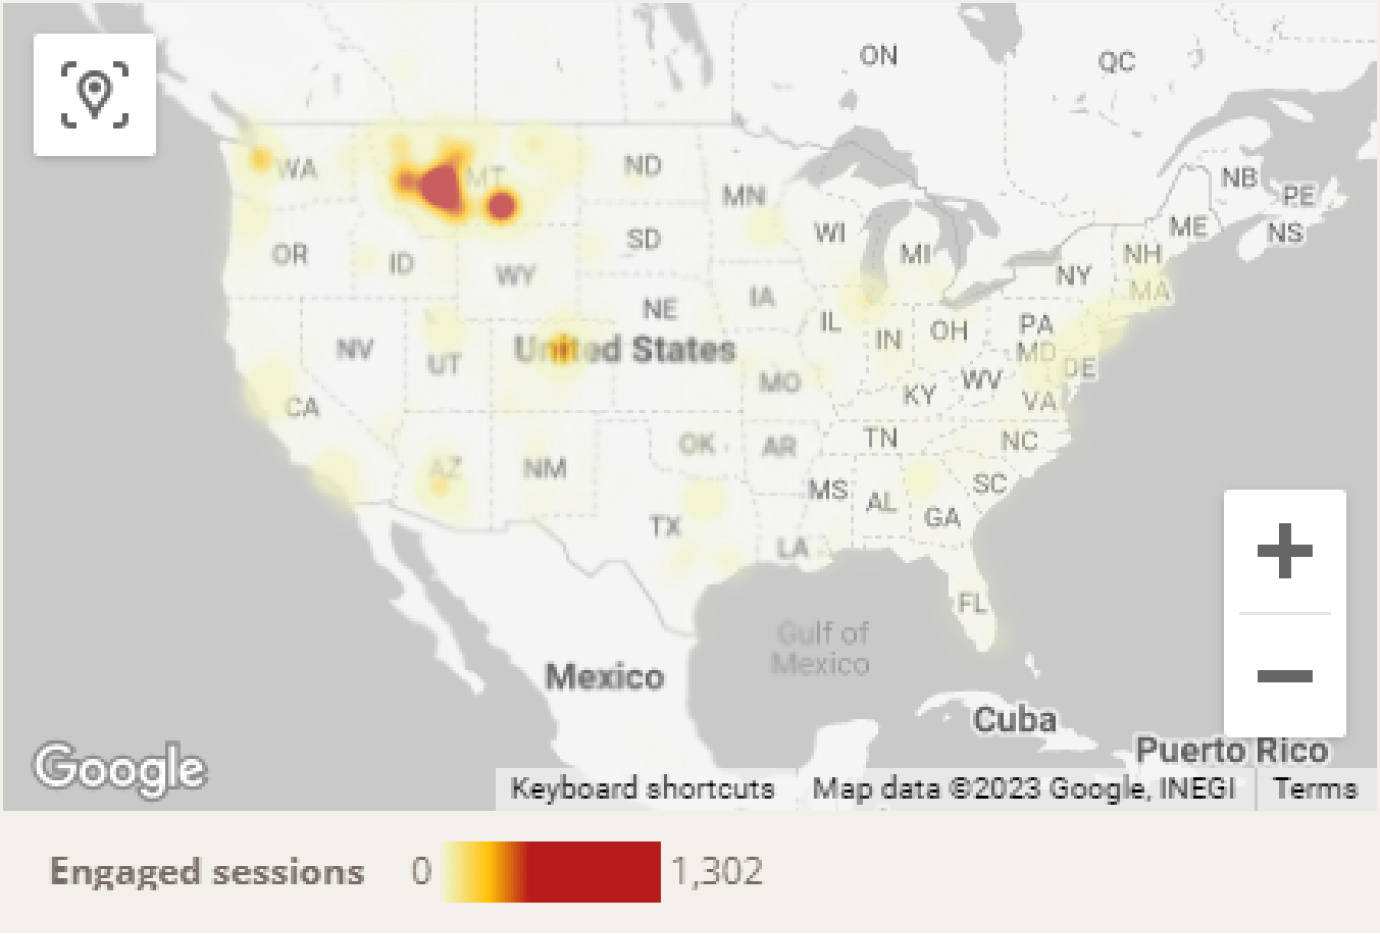 ON
QC
WA
MT
ND
MN
NB
PE
ME
NS
OR
ID
SD
WI
MI
NH
WY
NY
MA
IA
NE
IL
IN
OH
PA
NV
UT
United States
MD
DE
MO
WV
KY
VA
CA
TN
NC
AZ
NM
OK
AR
MS
AL
SC
GA
TX
LA
FL
Gulf of
Mexico
Mexico
Cuba
Puerto Rico
+
−
Google
Keyboard shortcuts Map data ©2023 Google, INEGI Terms
Engaged sessions 0 1,302